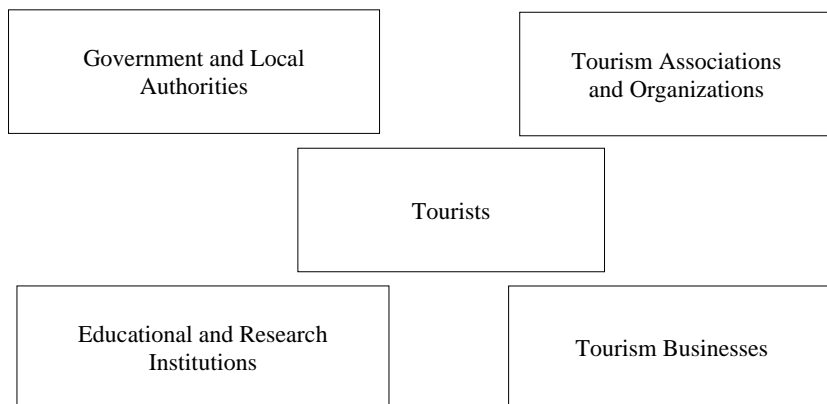 Government and Local
Authorities
Tourism Associations
and Organizations
Tourists
Educational and Research
Institutions
Tourism Businesses